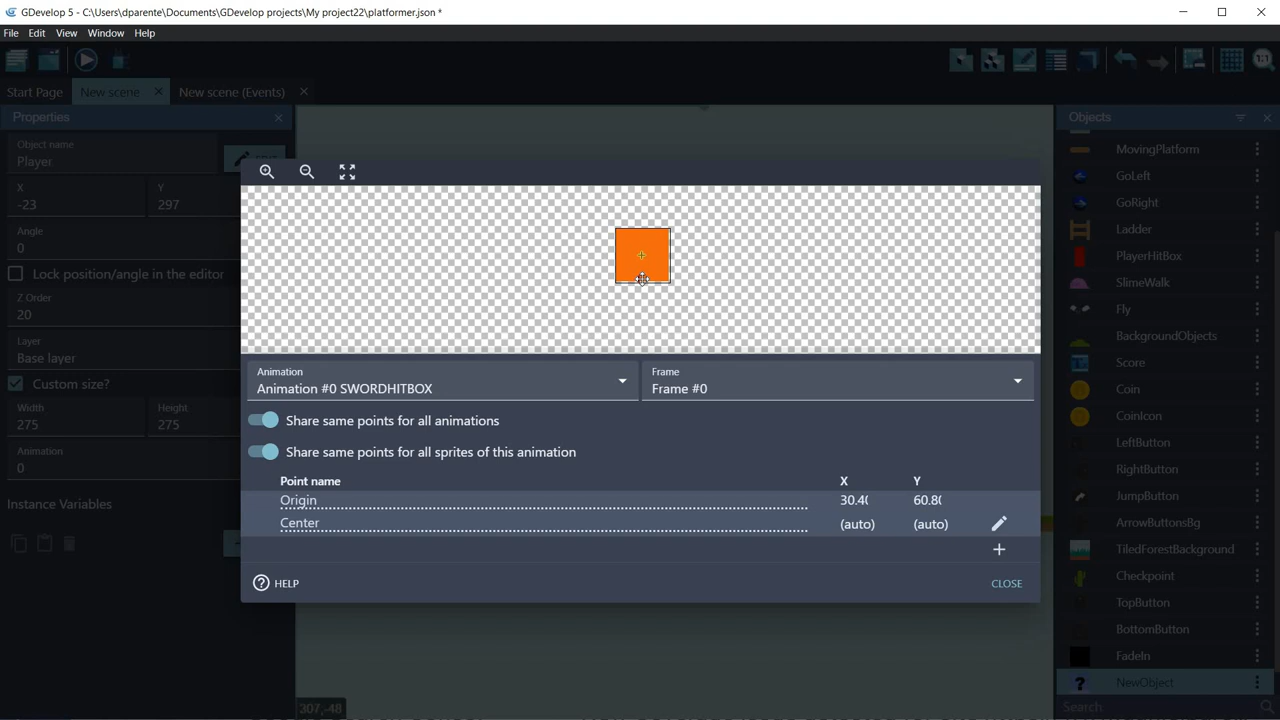 GDevelop 5 - C:\Users\dparente\Documents\GDevelop projects\My project22\platformer.json *
File Edit View Window Help
Start Page New scene New scene (Events)
Properties
Object name
Player
X
-23
Y
297
Angle
0
Lock position/angle in the editor
Z Order
20
Layer
Base layer
Custom size?
Width
275
Height
275
Animation
0
Instance Variables
Animation
Animation #0 SWORDHITBOX
Frame
Frame #0
Share same points for all animations
Share same points for all sprites of this animation
Point name X Y
Origin 30.4 60.8
Center (auto) (auto)
HELP
CLOSE
307,-48
Objects
MovingPlatform
GoLeft
GoRight
Ladder
PlayerHitBox
SlimeWalk
Fly
BackgroundObjects
Score
Coin
CoinIcon
LeftButton
RightButton
JumpButton
ArrowButtonsBg
TiledForestBackground
Checkpoint
TopButton
BottomButton
FadeIn
NewObject
Search